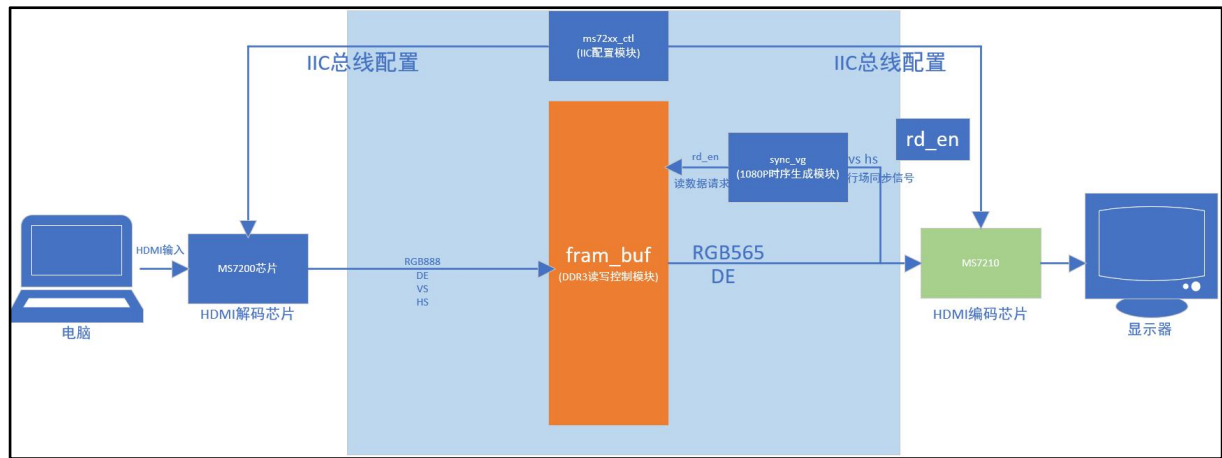 ms72xx_ctl
(IIC配置模块)
IIC总线配置
IIC总线配置
rd_en
rd_en
读数据请求
sync_vg
(1080P时序生成模块)
vs hs
行场同步信号
HDMI输入
MS7200芯片
HDMI解码芯片
电脑
RGB888
DE
VS
HS
fram_buf
(DDR3读写控制模块)
RGB565
DE
MS7210
HDMI编码芯片
显示器